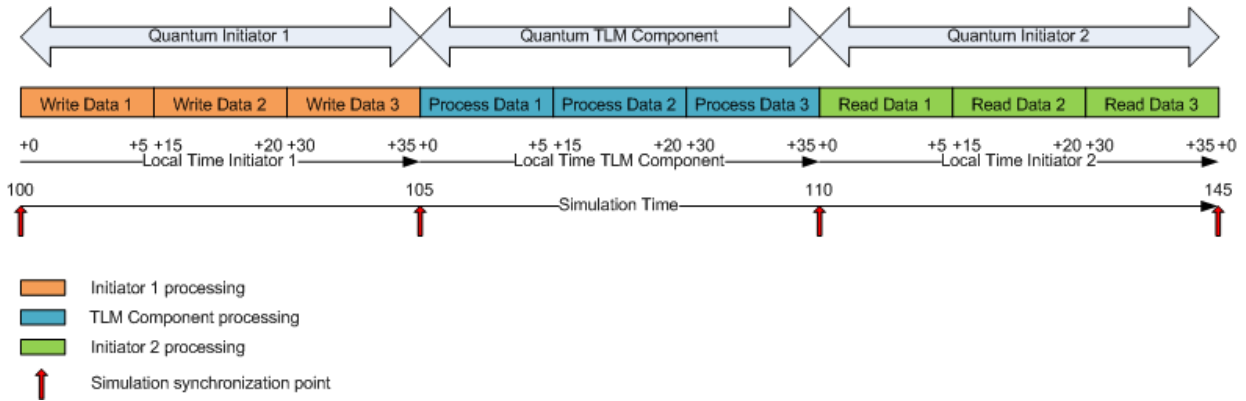 Quantum Initiator 1 Quantum TLM Component Quantum Initiator 2
Write Data 1 Write Data 2 Write Data 3 Process Data 1 Process Data 2 Process Data 3 Read Data 1 Read Data 2 Read Data 3
+0 +5 +15 +20 +30 +35 +0 +5 +15 +20 +30 +35 +0 +5 +15 +20 +30 +35 +0
Local Time Initiator 1 Local Time TLM Component Local Time Initiator 2
100 105 110 145
Simulation Time
Initiator 1 processing
TLM Component processing
Initiator 2 processing
Simulation synchronization point